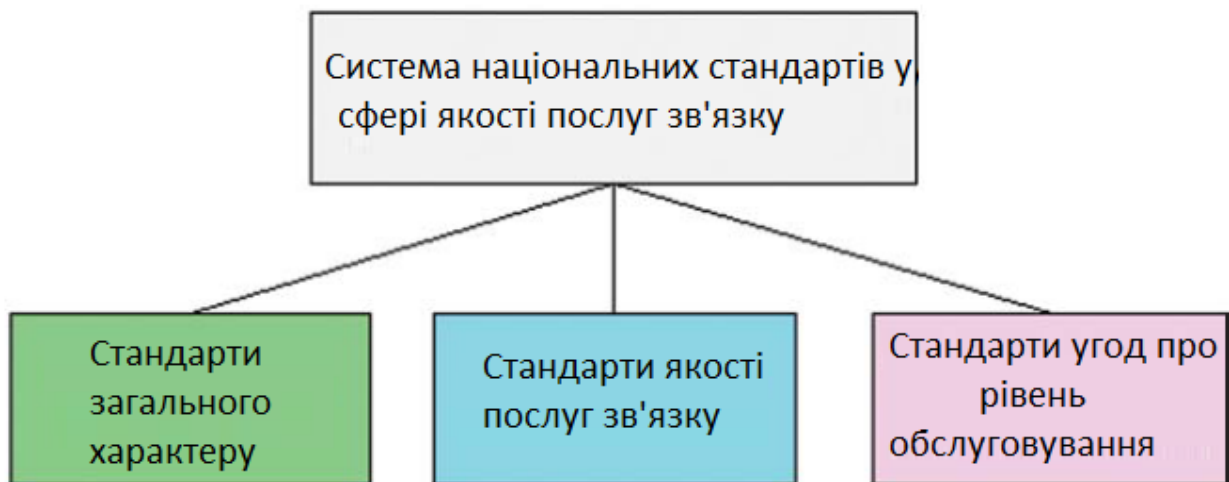 Система національних стандартів у,
сфері якості послуг зв'язку
Стандарти
загального
характеру
Стандарти якості
послуг зв'язку
Стандарти угод про
рівень
обслуговування